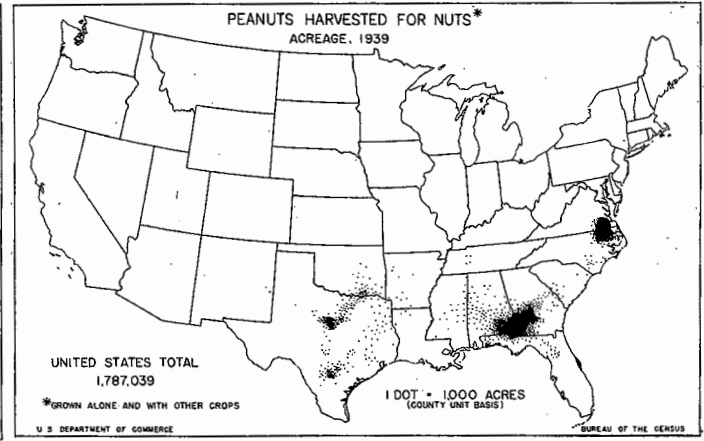 PEANUTS HARVESTED FOR NUTS*
ACREAGE, 1939
UNITED STATES TOTAL
1,787,039
*GROWN ALONE AND WITH OTHER CROPS
1 DOT = 1,000 ACRES
(COUNTY UNIT BASIS)
U S DEPARTMENT OF COMMERCE
BUREAU OF THE CENSUS